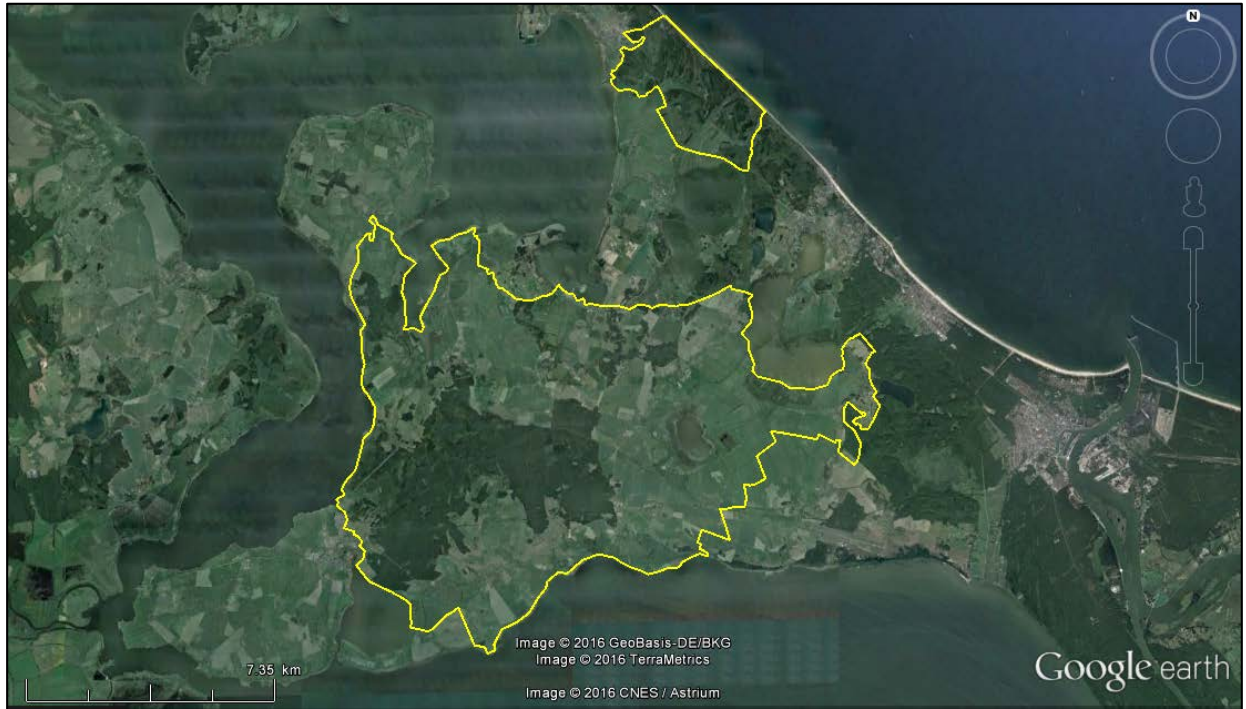 N
Image © 2016 GeoBasis-DE/BKG
Image © 2016 TerraMetrics
7.35 km
Image © 2016 CNES / Astrium
Google earth